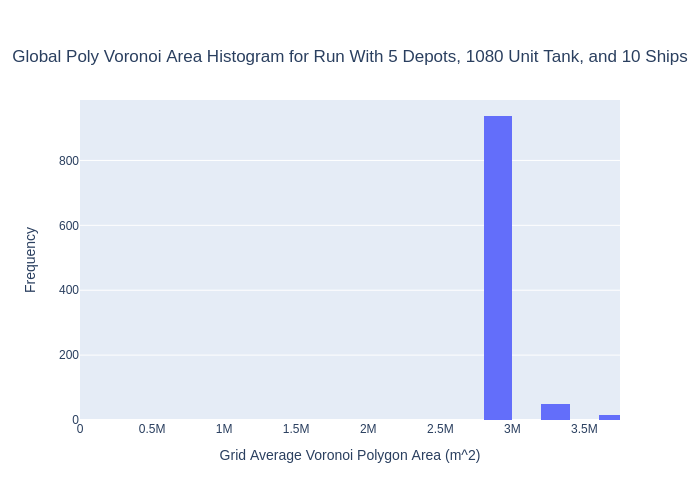 Global Poly Voronoi Area Histogram for Run With 5 Depots, 1080 Unit Tank, and 10 Ships
800
600
400
200
0
0 0.5M 1M 1.5M 2M 2.5M 3M 3.5M
Frequency
Grid Average Voronoi Polygon Area (m^2)